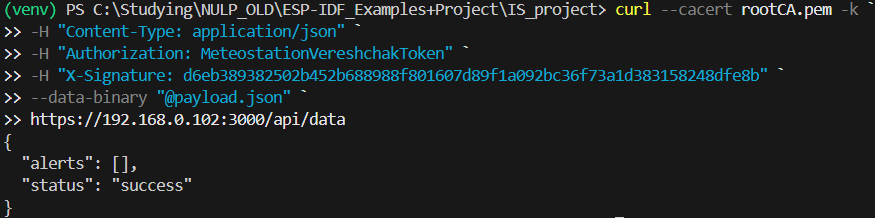 (venv) PS C:\Studying\NULP_OLD\ESP-IDF_Examples+Project\IS_project> curl --cacert rootCA.pem -k `
>> -H "Content-Type: application/json" `
>> -H "Authorization: MeteostationVereshchakToken" `
>> -H "X-Signature: d6eb389382502b452b688988f801607d89f1a092bc36f73a1d383158248dfe8b" `
>> --data-binary "@payload.json" `
>> https://192.168.0.102:3000/api/data
{
  "alerts": [],
  "status": "success"
}